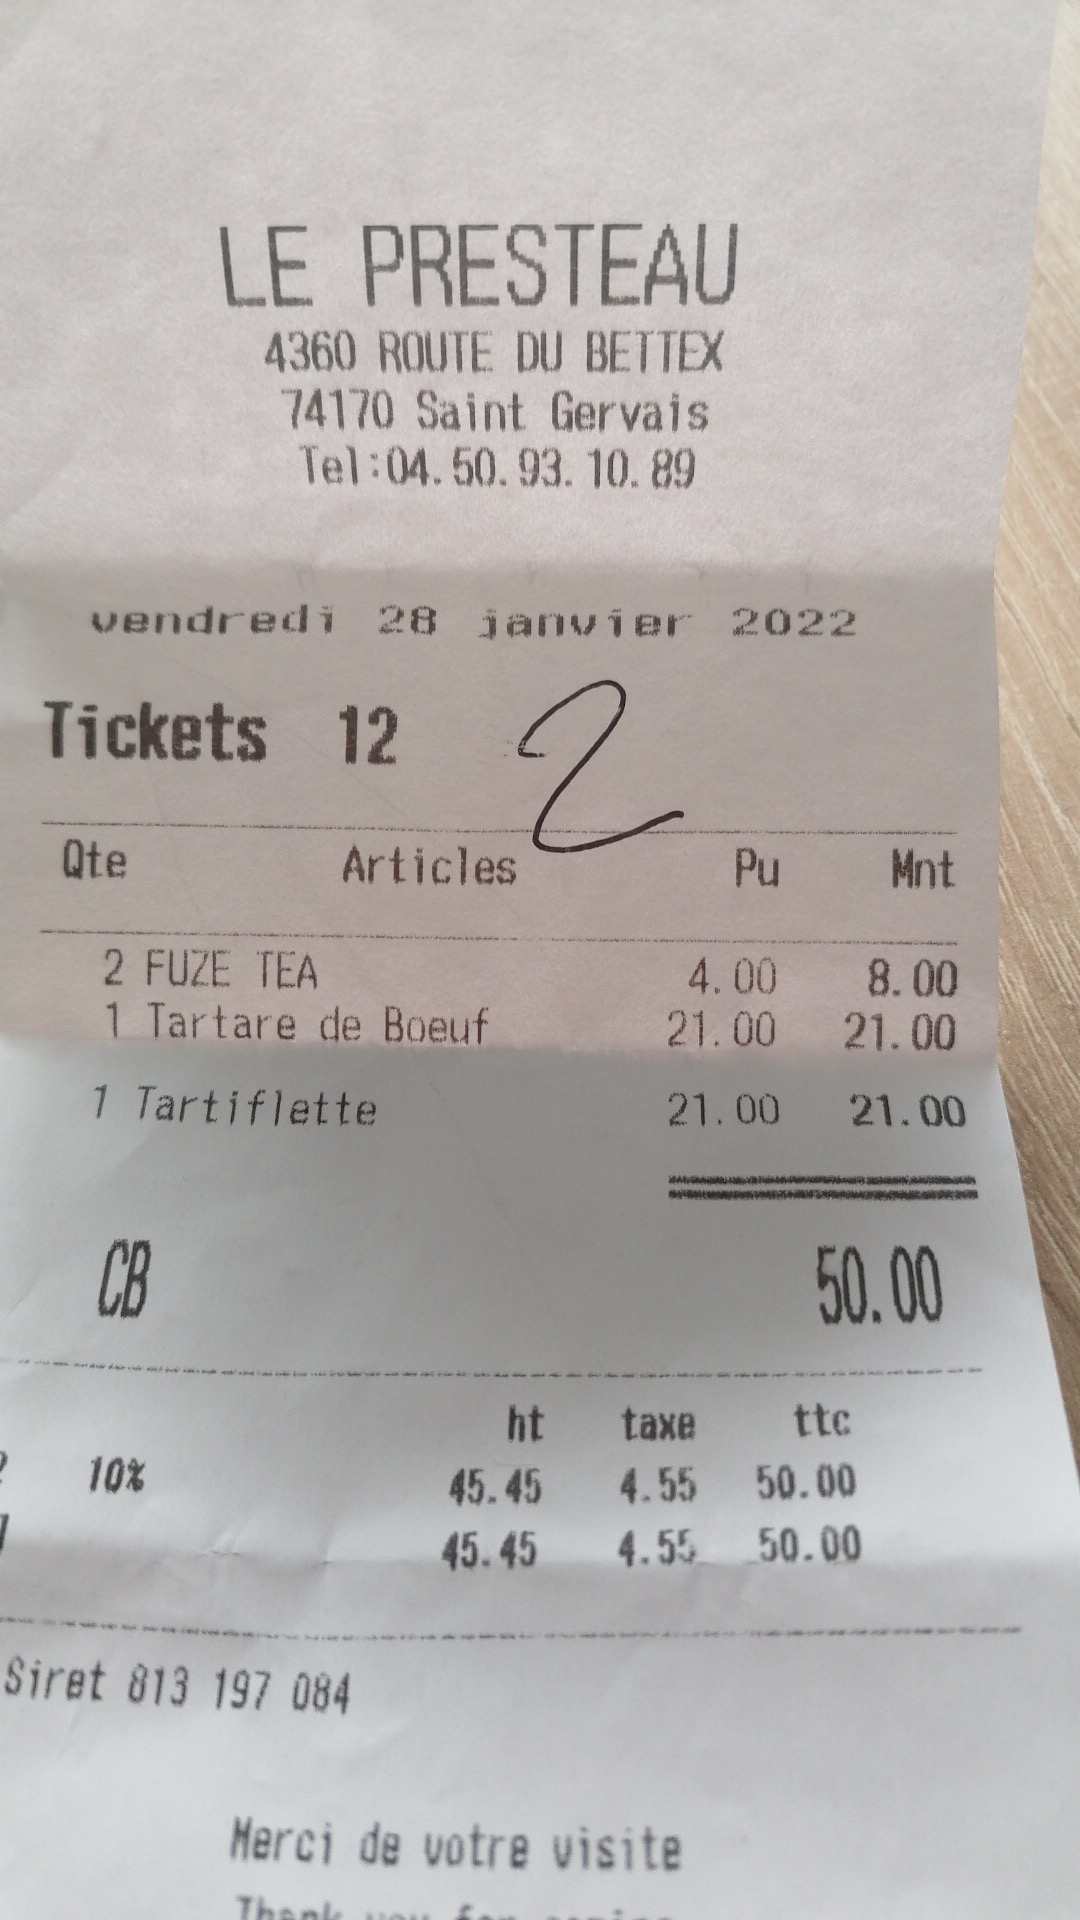 LE PRESTEAU
4360 ROUTE DU BETTEX
74170 Saint Gervais
Tel:04.50.93.10.89
vendredi 28 janvier 2022
Tickets 12 2
Qte Articles Pu Mnt
2 FUZE TEA 4.00 8.00
1 Tartare de Boeuf 21.00 21.00
1 Tartiflette 21.00 21.00
CB 50.00
ht taxe ttc
10% 45.45 4.55 50.00
45.45 4.55 50.00
Siret 813 197 084
Merci de votre visite
Thank you for